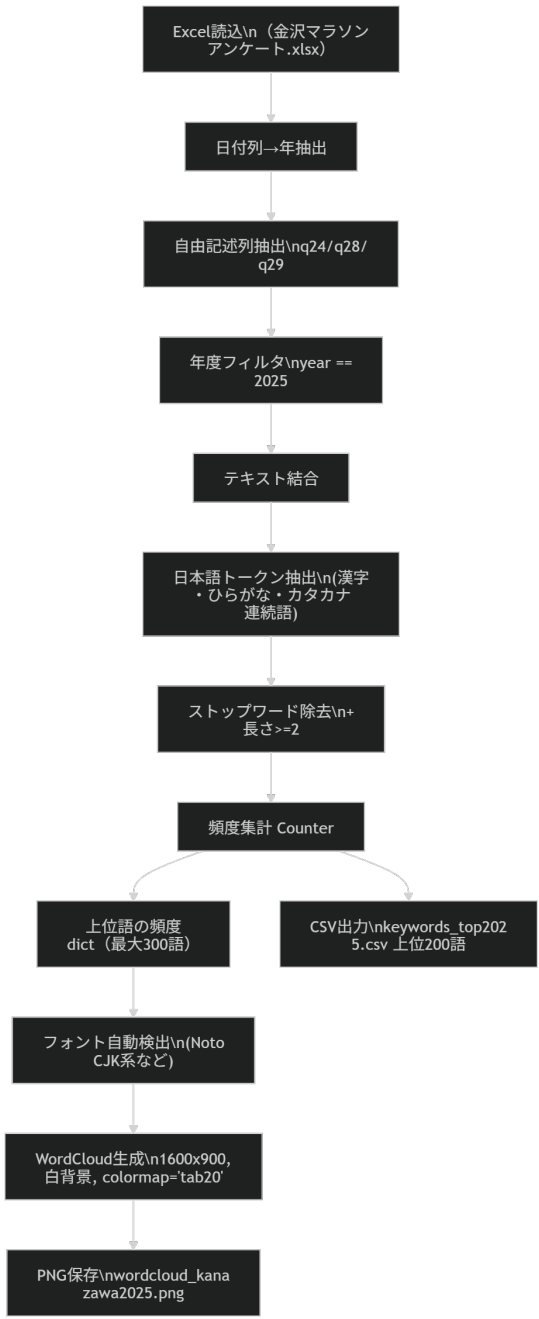 Excel読込\n（金沢マラソン
アンケート.xlsx）
日付列→年抽出
自由記述列抽出\nq24/q28/
q29
年度フィルタ\nyear ==
2025
テキスト結合
日本語トークン抽出\n(漢字
・ひらがな・カタカナ
連続語)
ストップワード除去\n+
長さ>=2
頻度集計 Counter
上位語の頻度
dict（最大300語）
CSV出力\nkeywords_top202
5.csv 上位200語
フォント自動検出\n(Noto
CJK系など)
WordCloud生成\n1600x900,
白背景, colormap='tab20'
PNG保存\nwordcloud_kana
zawa2025.png